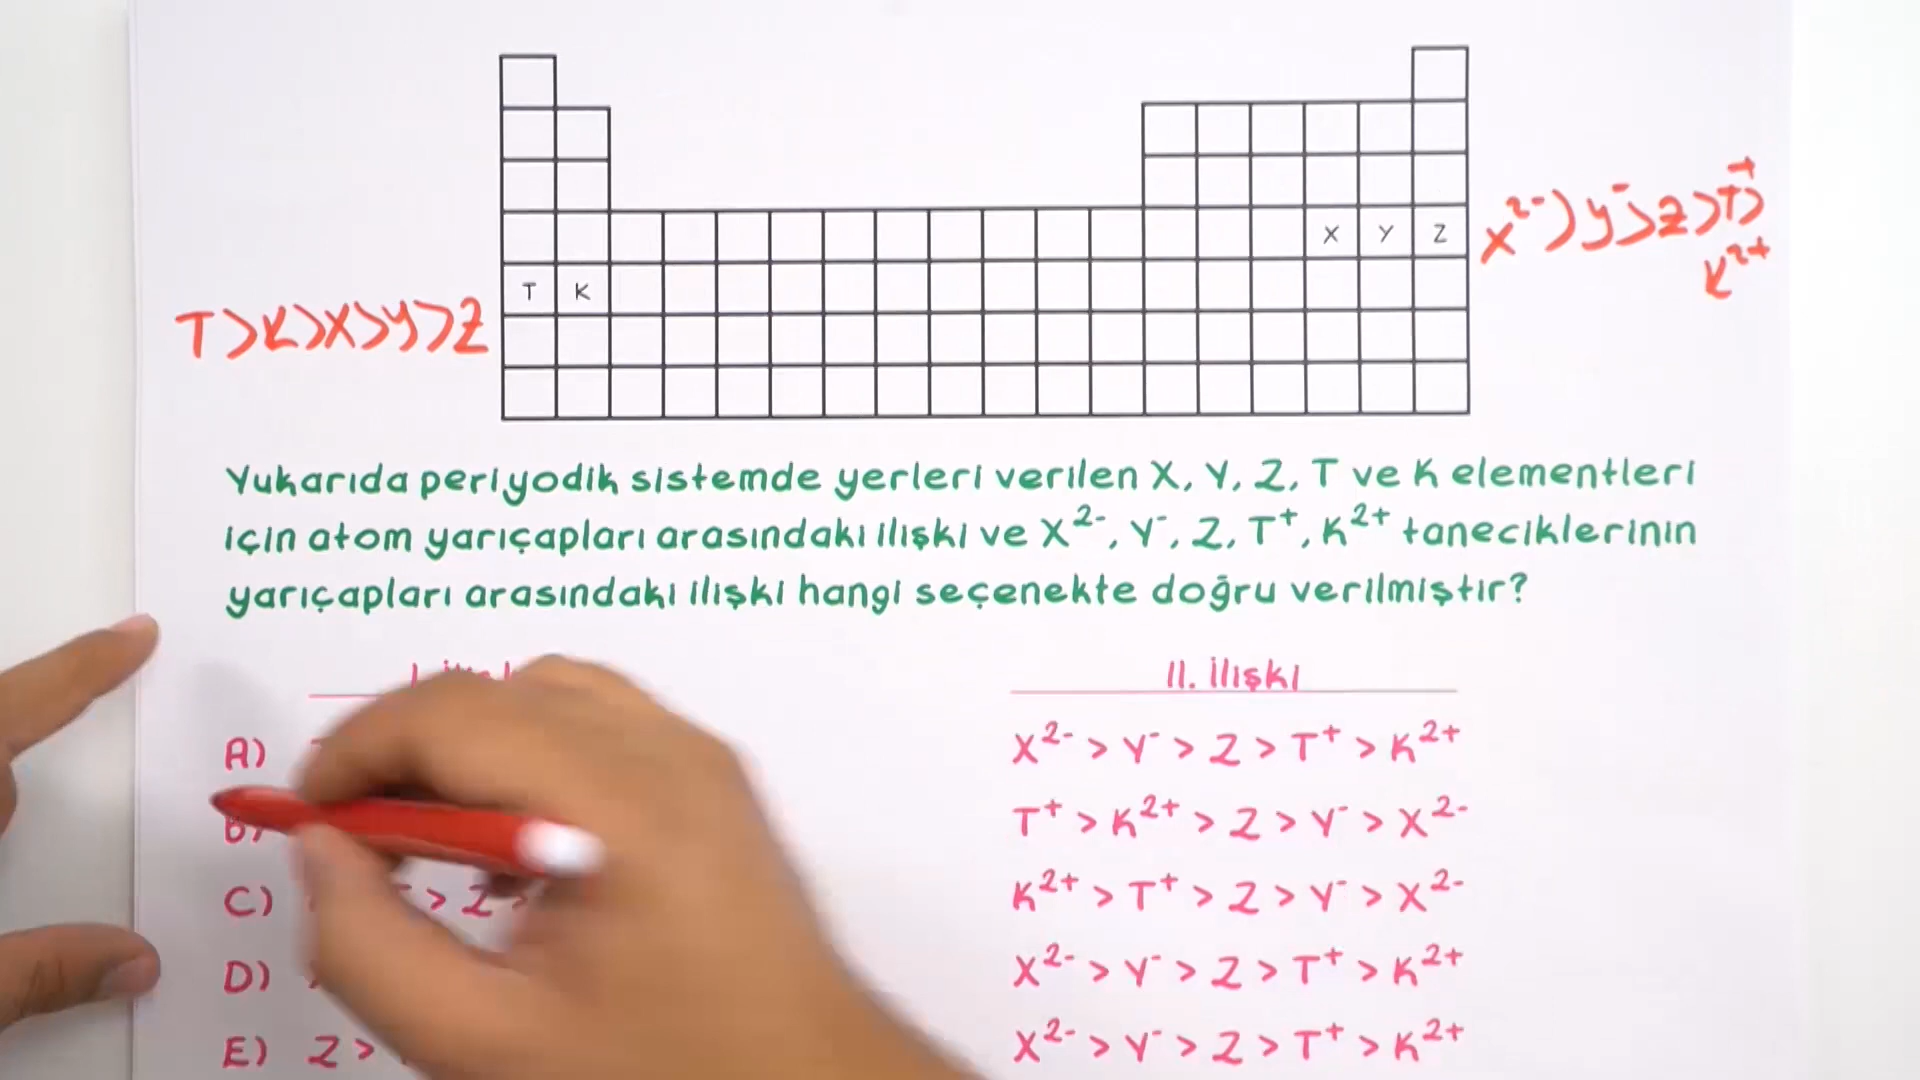 X Y Z
T K
T>K>X>Y>Z
X²⁻>Y⁻>Z>T⁺>
K²⁺
Yukarıda periyodik sistemde yerleri verilen X, Y, Z, T ve K elementleri
için atom yarıçapları arasındaki ilişki ve X²⁻, Y⁻, Z, T⁺, K²⁺ taneciklerinin
yarıçapları arasındaki ilişki hangi seçenekte doğru verilmiştir?
II. İlişki
A) X²⁻ > Y⁻ > Z > T⁺ > K²⁺
B) T⁺ > K²⁺ > Z > Y⁻ > X²⁻
C) > Z > K²⁺ > T⁺ > Z > Y⁻ > X²⁻
D) X²⁻ > Y⁻ > Z > T⁺ > K²⁺
E) Z > X²⁻ > Y⁻ > Z > T⁺ > K²⁺